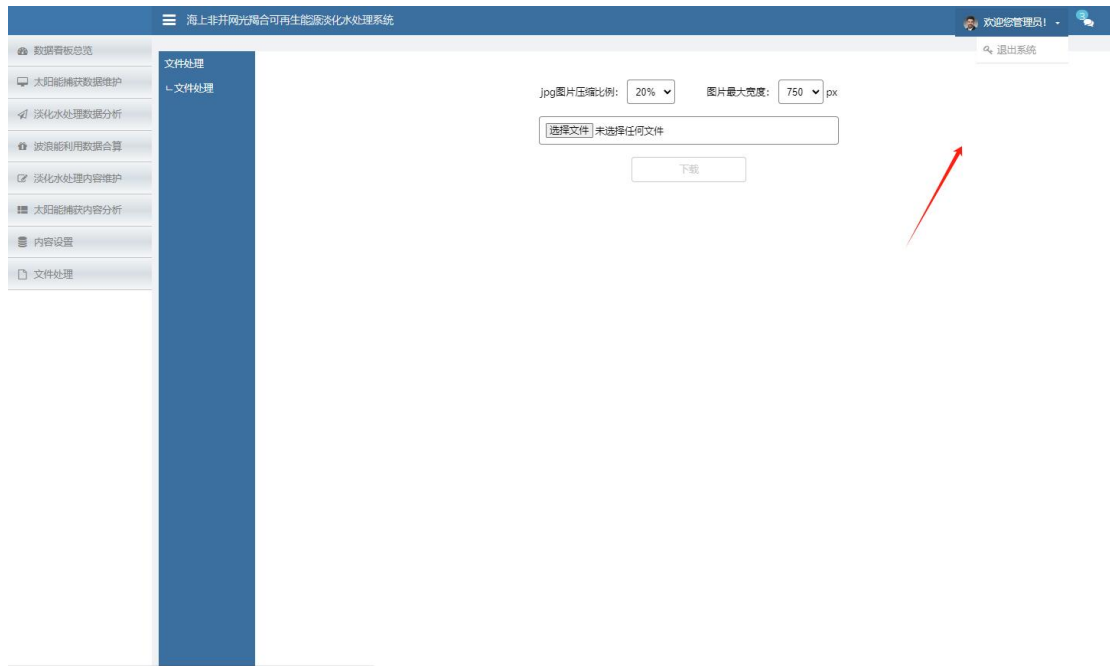 海上非并网光耦合可再生能源淡化水处理系统
欢迎您管理员!
3
退出系统
数据看板总览
太阳能捕获数据维护
淡化水处理数据分析
波浪能利用数据合算
淡化水处理内容维护
太阳能捕获内容分析
内容设置
文件处理
文件处理
∟文件处理
jpg图片压缩比例: 20% 图片最大宽度: 750 px
选择文件 未选择任何文件
下载